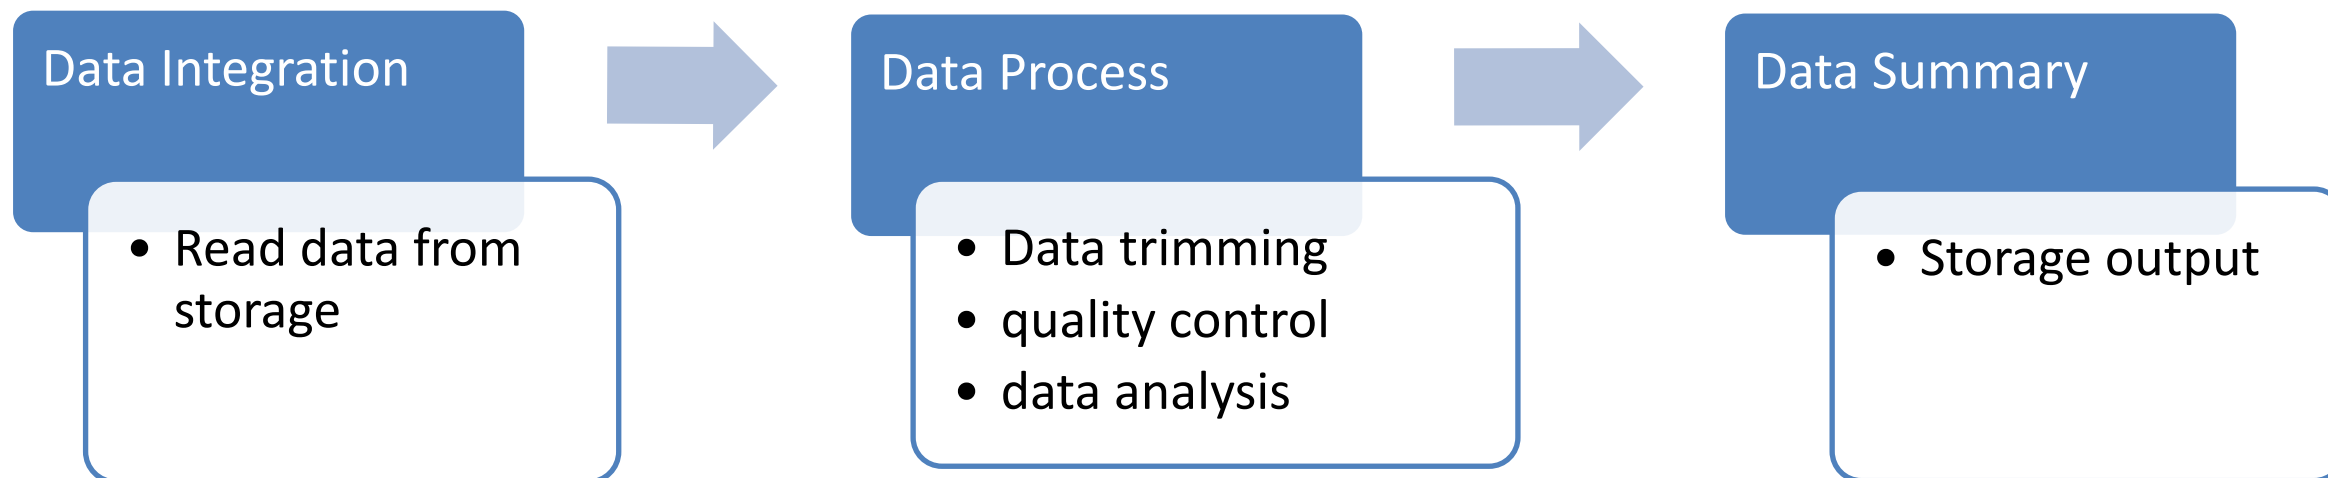 Data Integration
• Read data from
storage
Data Process
• Data trimming
• quality control
• data analysis
Data Summary
• Storage output